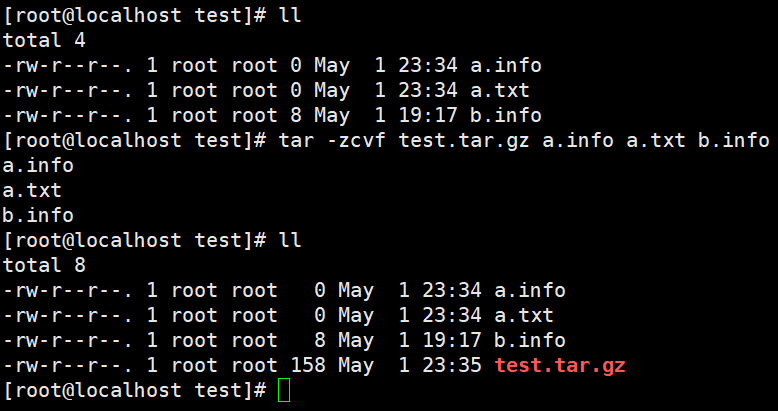 [root@localhost test]# ll
total 4
-rw-r--r--. 1 root root 0 May  1 23:34 a.info
-rw-r--r--. 1 root root 0 May  1 23:34 a.txt
-rw-r--r--. 1 root root 8 May  1 19:17 b.info
[root@localhost test]# tar -zcvf test.tar.gz a.info a.txt b.info
a.info
a.txt
b.info
[root@localhost test]# ll
total 8
-rw-r--r--. 1 root root   0 May  1 23:34 a.info
-rw-r--r--. 1 root root   0 May  1 23:34 a.txt
-rw-r--r--. 1 root root   8 May  1 19:17 b.info
-rw-r--r--. 1 root root 158 May  1 23:35 test.tar.gz
[root@localhost test]#